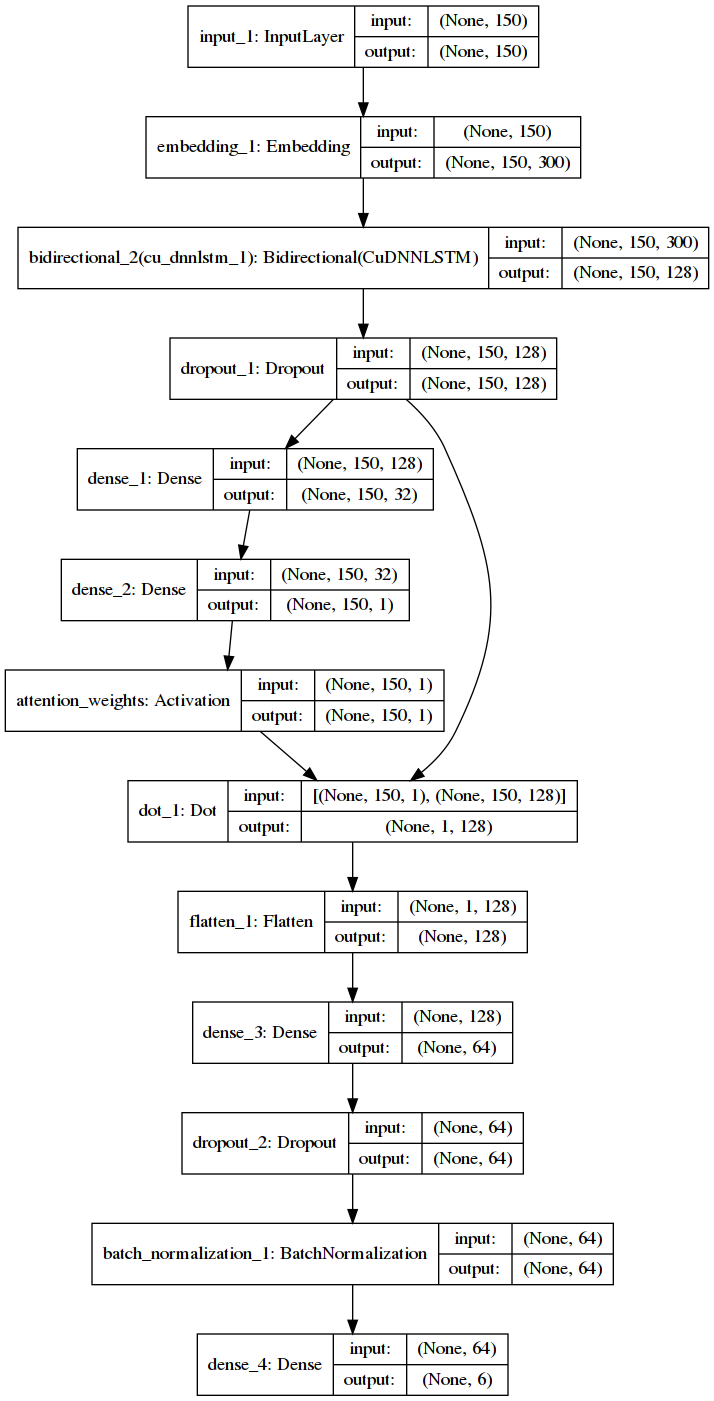 input_1: InputLayer
input:
(None, 150)
output:
(None, 150)
embedding_1: Embedding
input:
(None, 150)
output:
(None, 150, 300)
bidirectional_2(cu_dnnlstm_1): Bidirectional(CuDNNLSTM)
input:
(None, 150, 300)
output:
(None, 150, 128)
dropout_1: Dropout
input:
(None, 150, 128)
output:
(None, 150, 128)
dense_1: Dense
input:
(None, 150, 128)
output:
(None, 150, 32)
dense_2: Dense
input:
(None, 150, 32)
output:
(None, 150, 1)
attention_weights: Activation
input:
(None, 150, 1)
output:
(None, 150, 1)
dot_1: Dot
input:
[(None, 150, 1), (None, 150, 128)]
output:
(None, 1, 128)
flatten_1: Flatten
input:
(None, 1, 128)
output:
(None, 128)
dense_3: Dense
input:
(None, 128)
output:
(None, 64)
dropout_2: Dropout
input:
(None, 64)
output:
(None, 64)
batch_normalization_1: BatchNormalization
input:
(None, 64)
output:
(None, 64)
dense_4: Dense
input:
(None, 64)
output:
(None, 6)